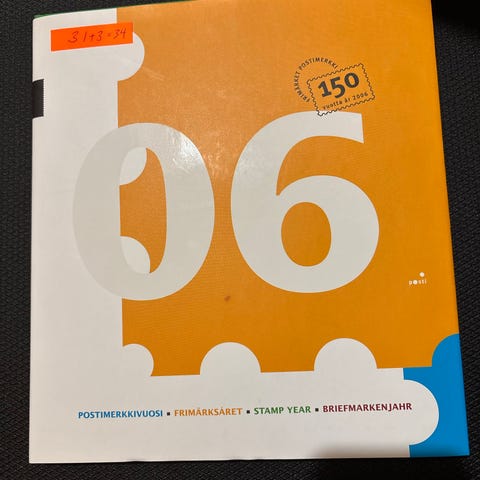 31+3=34
FRIMÄRKET POSTIMERKKI
150
vuotta år 2006
06
posti
POSTIMERKKIVUOSI ▪ FRIMÄRKSÅRET ▪ STAMP YEAR ▪ BRIEFMARKENJAHR